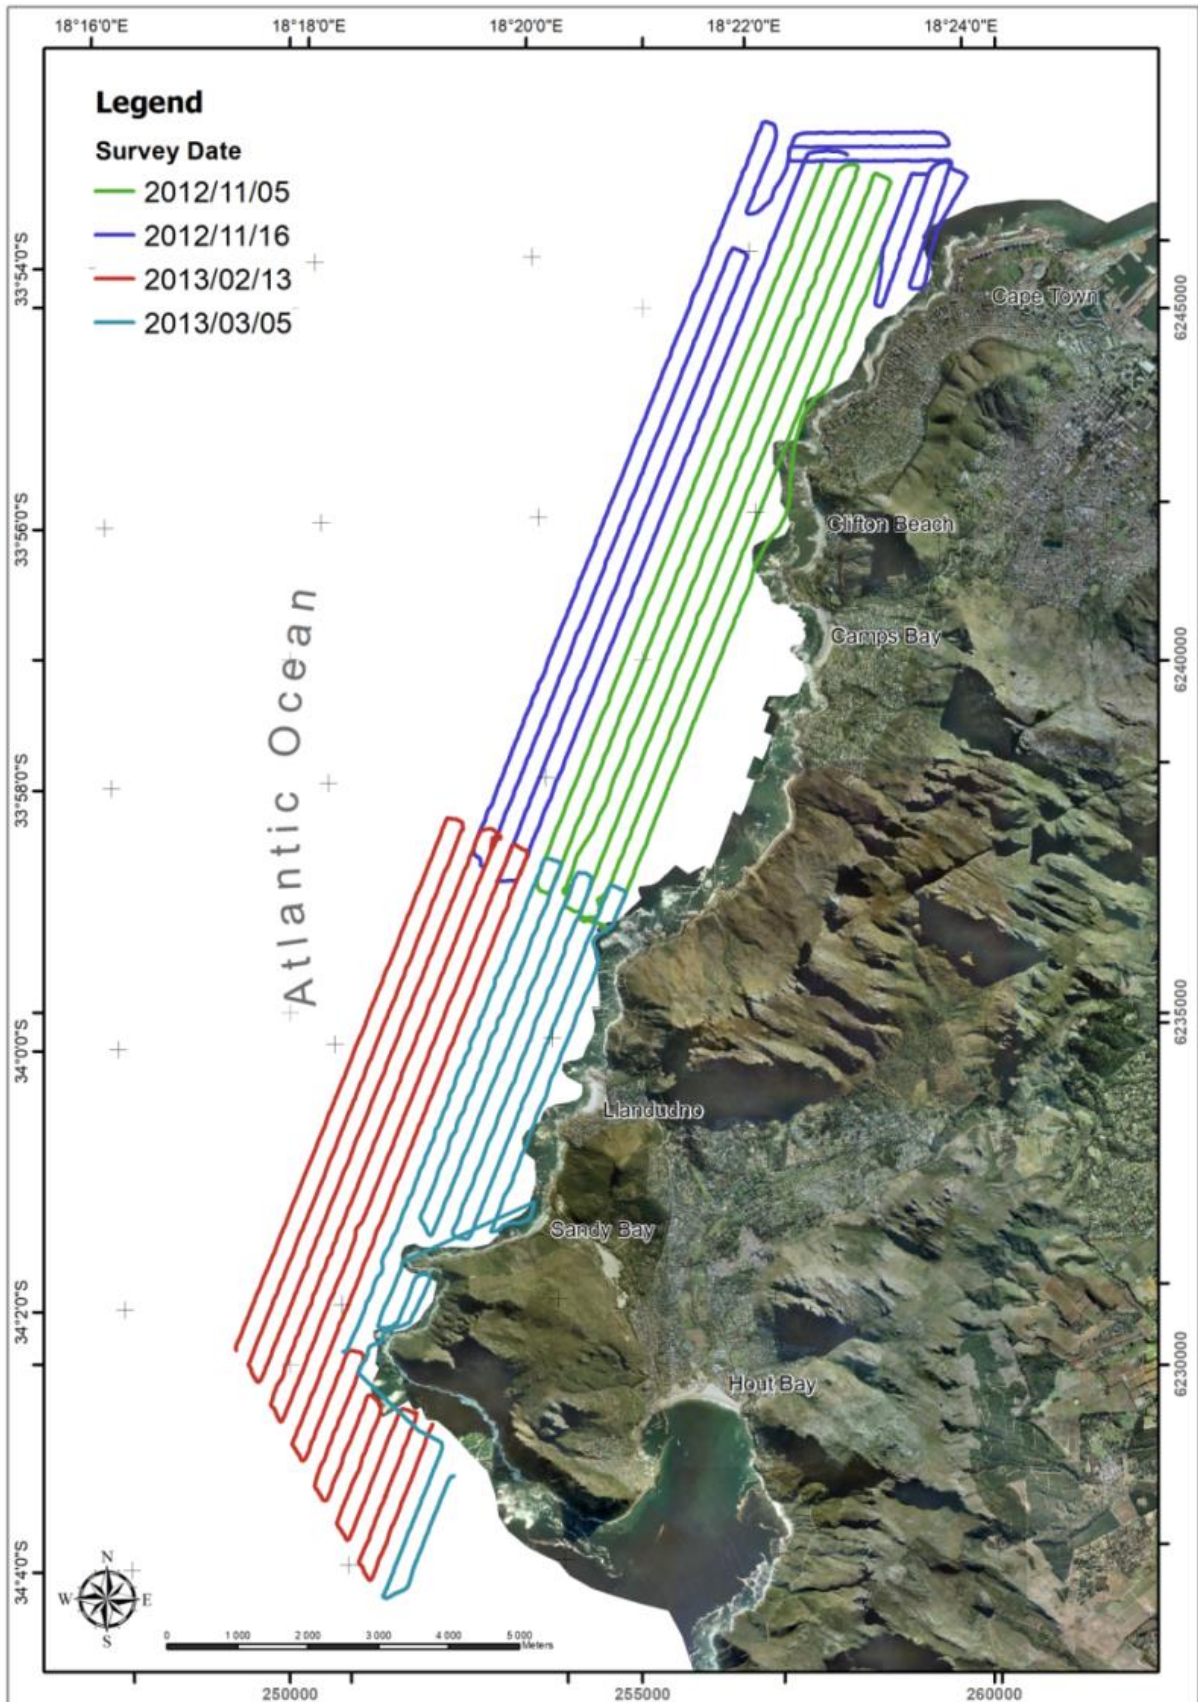 18°16'0"E 18°18'0"E 18°20'0"E 18°22'0"E 18°24'0"E
Legend
Survey Date
2012/11/05
2012/11/16
2013/02/13
2013/03/05
33°54'0"S
33°56'0"S
33°58'0"S
34°0'0"S
34°2'0"S
34°4'0"S
Atlantic Ocean
Cape Town
Clifton Beach
Camps Bay
Llandudno
Sandy Bay
Hout Bay
6245000
6240000
6235000
6230000
N
W E
S
0 1 000 2 000 3 000 4 000 5 000
Meters
250000 255000 260000